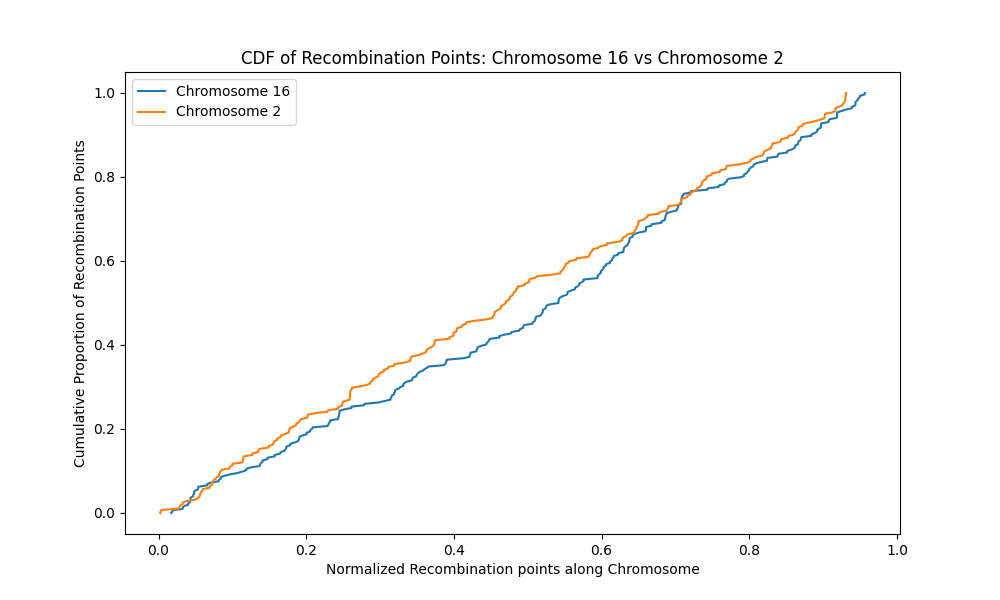 CDF of Recombination Points: Chromosome 16 vs Chromosome 2
Chromosome 16
Chromosome 2
1.0
0.8
0.6
0.4
0.2
0.0
Cumulative Proportion of Recombination Points
0.0 0.2 0.4 0.6 0.8 1.0
Normalized Recombination points along Chromosome